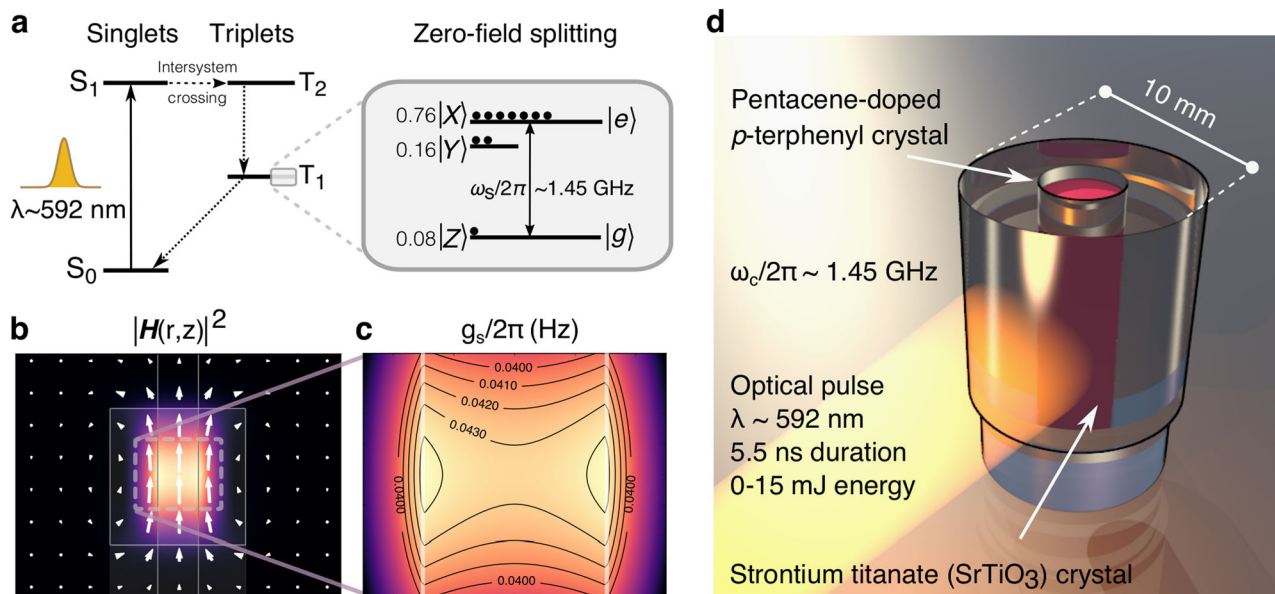 a
Singlets Triplets
Zero-field splitting
S1
Intersystem
crossing
T2
T1
λ~592 nm
S0
0.76|X⟩
|e⟩
0.16|Y⟩
ωs/2π ~1.45 GHz
0.08|Z⟩
|g⟩
b
|H(r,z)|²
c
gs/2π (Hz)
0.0400
0.0410
0.0420
0.0430
0.0400
0.0400
0.0400
d
Pentacene-doped
p-terphenyl crystal
10 mm
ωc/2π ~ 1.45 GHz
Optical pulse
λ ~ 592 nm
5.5 ns duration
0-15 mJ energy
Strontium titanate (SrTiO3) crystal